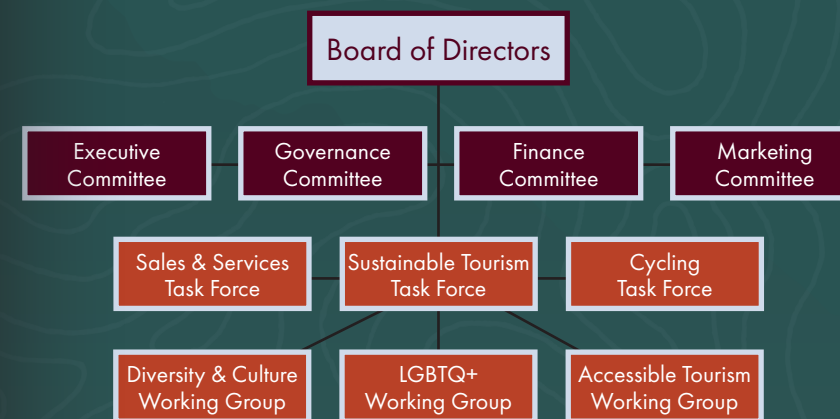 Board of Directors
Executive
Committee
Governance
Committee
Finance
Committee
Marketing
Committee
Sales & Services
Task Force
Sustainable Tourism
Task Force
Cycling
Task Force
Diversity & Culture
Working Group
LGBTQ+
Working Group
Accessible Tourism
Working Group